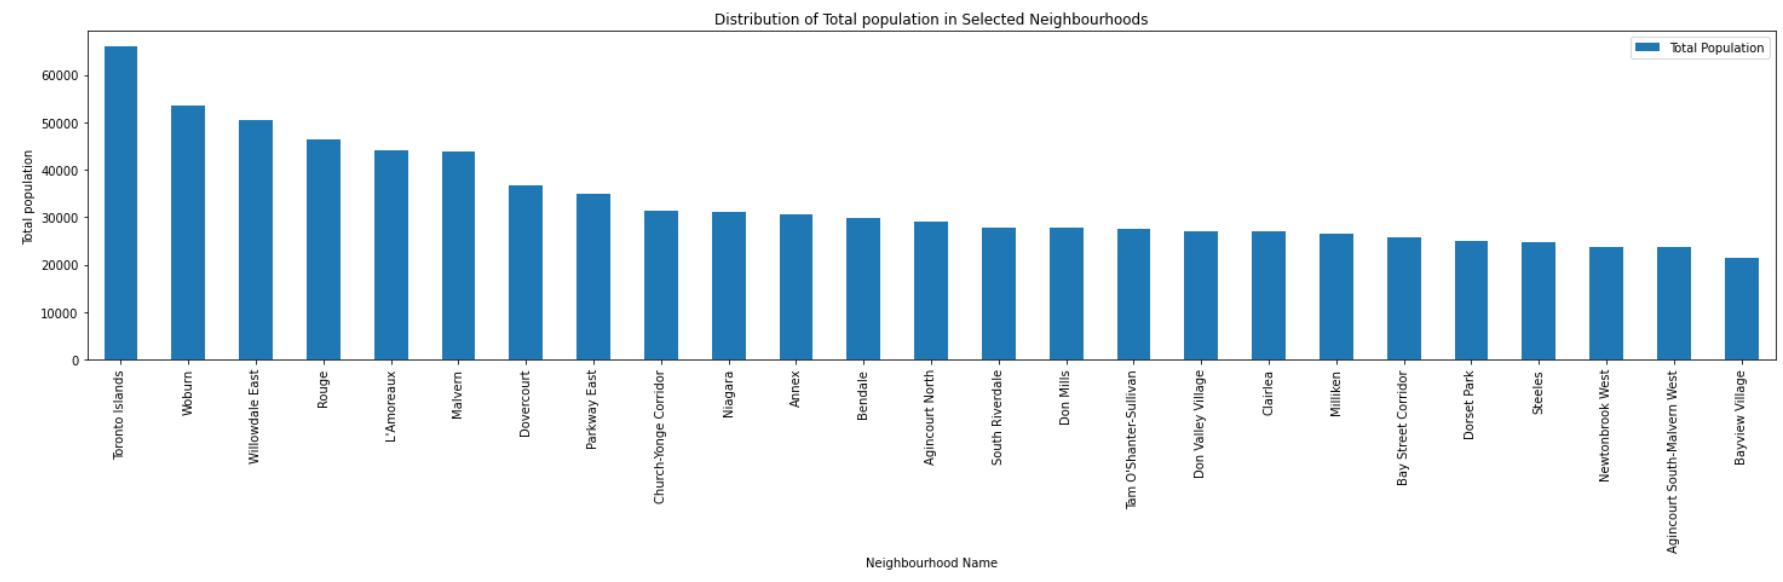 Distribution of Total population in Selected Neighbourhoods
Total Population
Total population
60000
50000
40000
30000
20000
10000
0
Toronto Islands
Woburn
Willowdale East
Rouge
L'Amoreaux
Malvern
Dovercourt
Parkway East
Church-Yonge Corridor
Niagara
Annex
Bendale
Agincourt North
South Riverdale
Don Mills
Tam O'Shanter-Sullivan
Don Valley Village
Clairlea
Milliken
Bay Street Corridor
Dorset Park
Steeles
Newtonbrook West
Agincourt South-Malvern West
Bayview Village
Neighbourhood Name